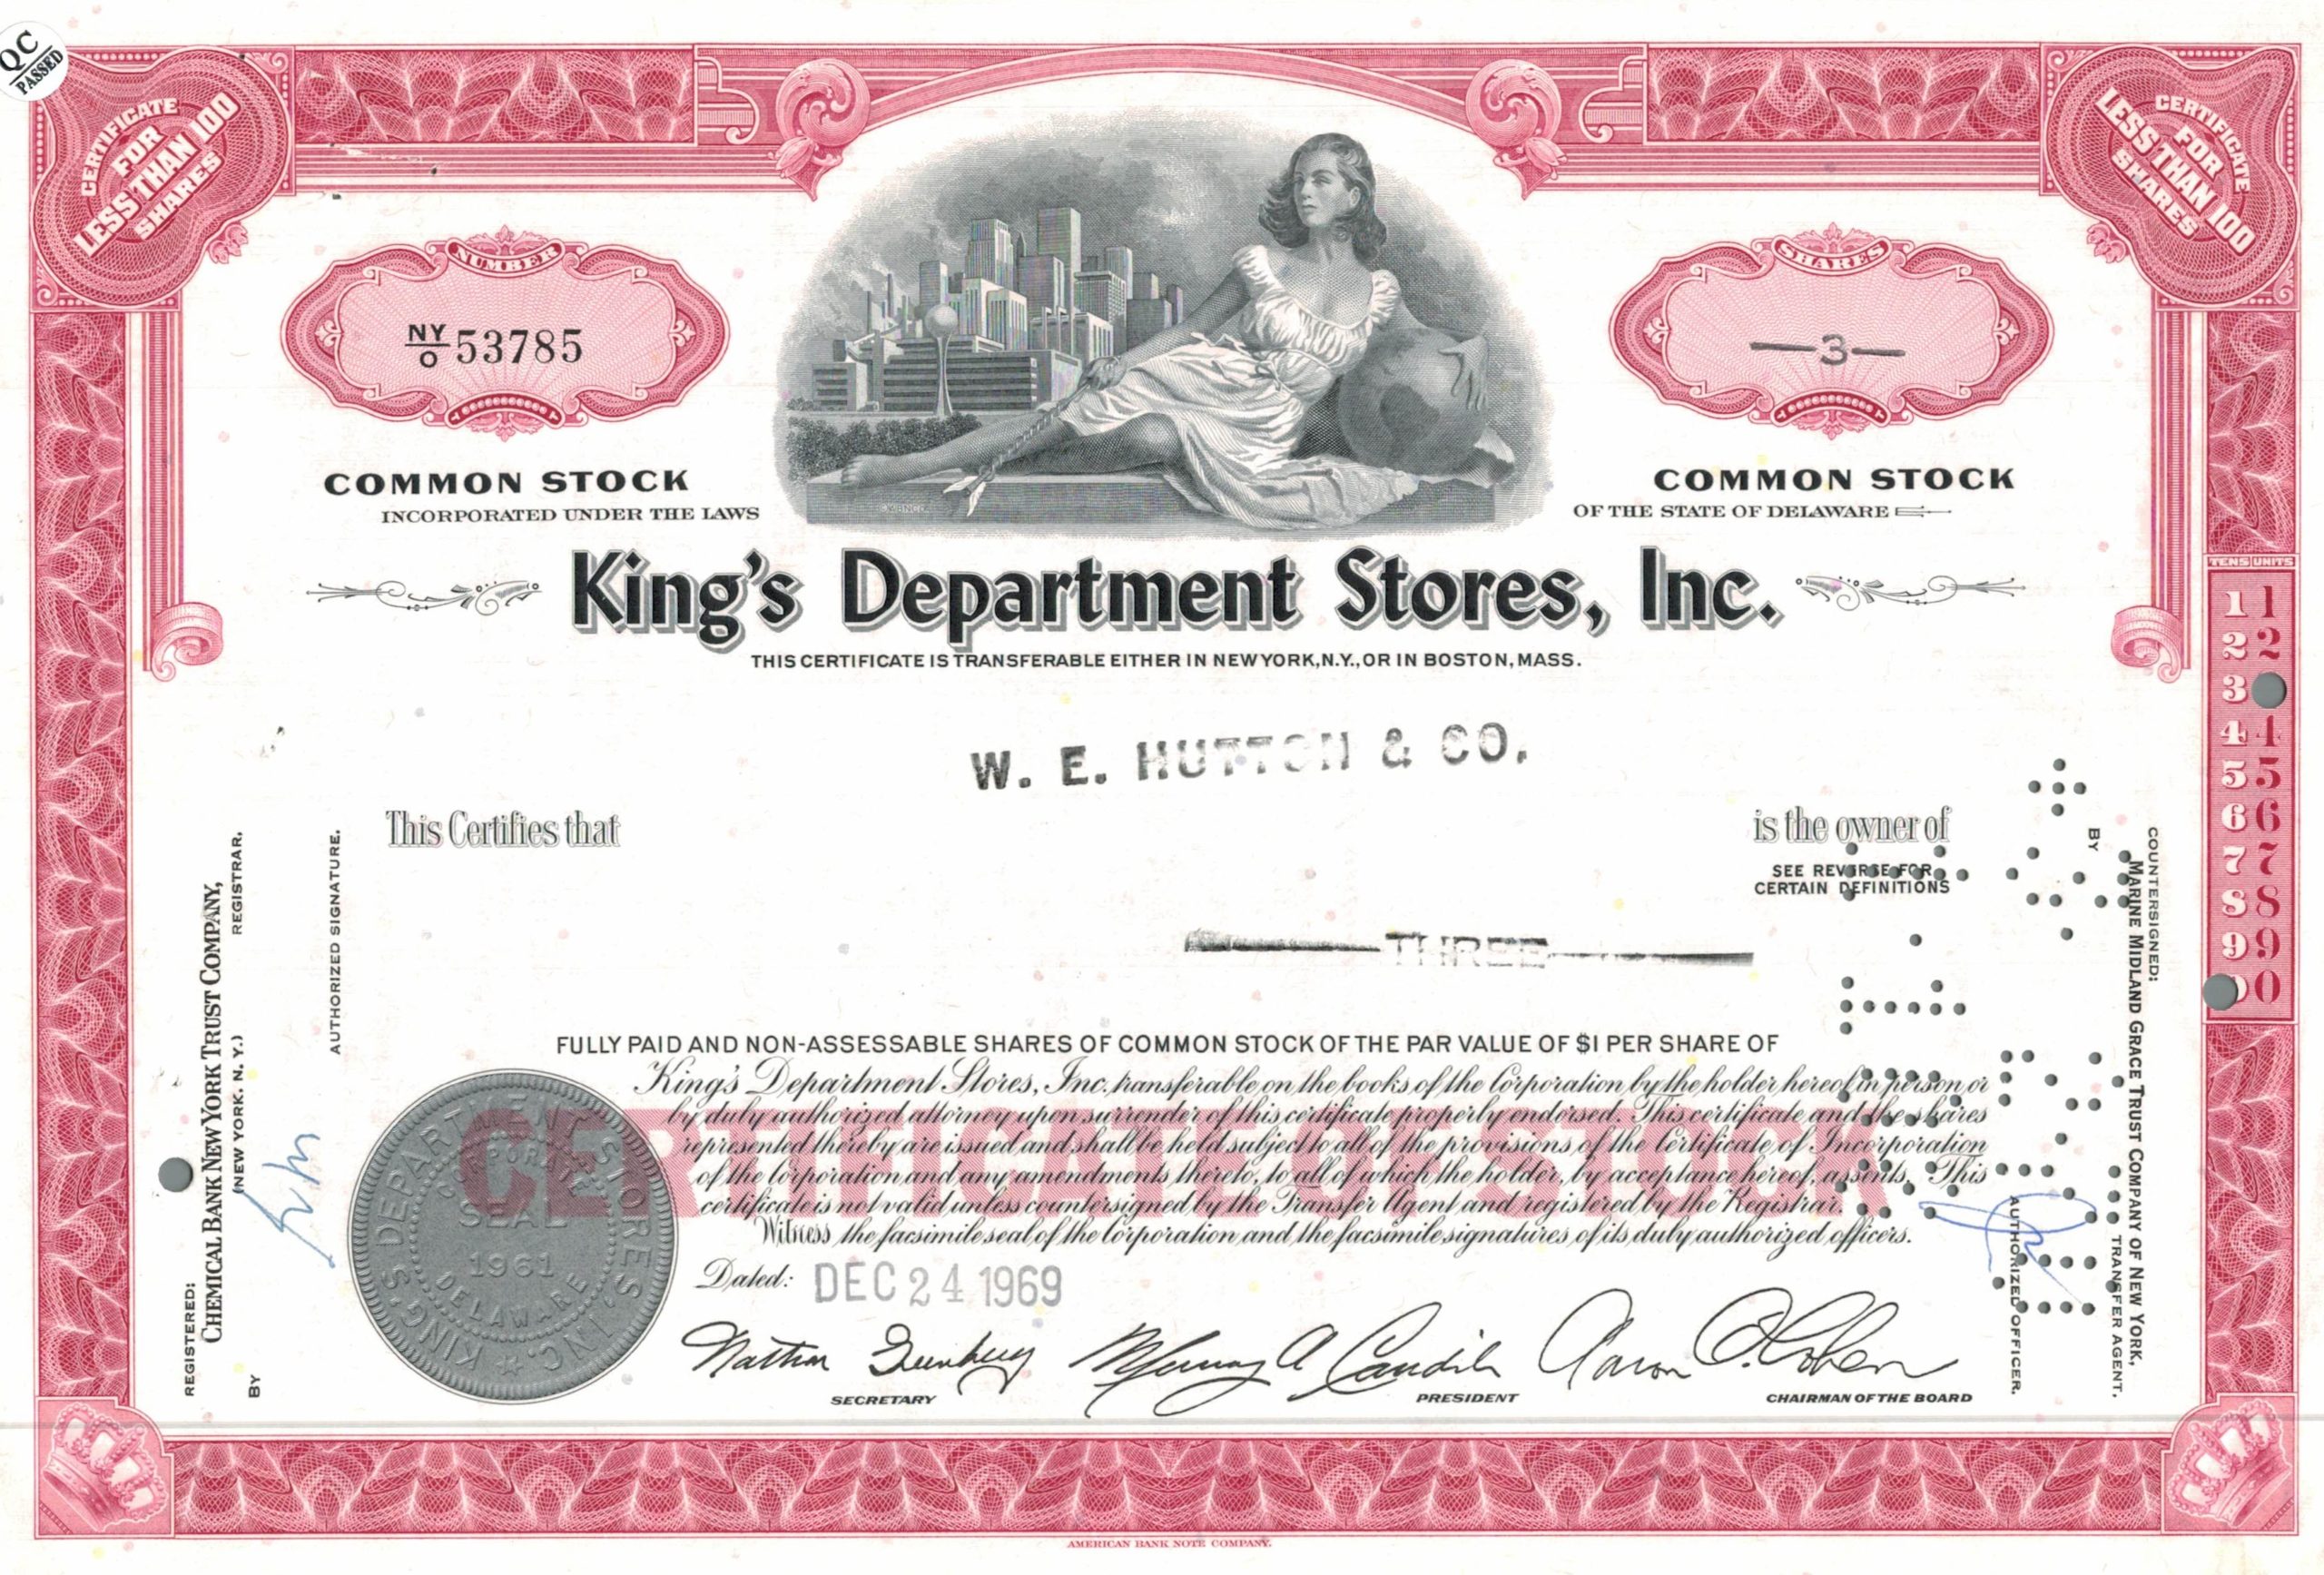 QC
PASSED
CERTIFICATE
FOR
LESS THAN 100
SHARES
CERTIFICATE
FOR
LESS THAN 100
SHARES
NUMBER
NY/O 53785
SHARES
—3—
COMMON STOCK
INCORPORATED UNDER THE LAWS
COMMON STOCK
OF THE STATE OF DELAWARE
King's Department Stores, Inc.
THIS CERTIFICATE IS TRANSFERABLE EITHER IN NEW YORK, N.Y., OR IN BOSTON, MASS.
W. E. HUTTON & CO.
This Certifies that
is the owner of
SEE REVERSE FOR
CERTAIN DEFINITIONS
THREE
FULLY PAID AND NON-ASSESSABLE SHARES OF COMMON STOCK OF THE PAR VALUE OF $1 PER SHARE OF
King's Department Stores, Inc. transferable on the books of the Corporation by the holder hereof in person or
by duly authorized attorney upon surrender of this certificate properly endorsed. This certificate and the shares
represented thereby are issued and shall be held subject to all of the provisions of the Certificate of Incorporation
of the Corporation and any amendments thereto, to all of which the holder, by acceptance hereof, assents. This
certificate is not valid unless countersigned by the Transfer Agent and registered by the Registrar.
Witness the facsimile seal of the Corporation and the facsimile signatures of its duly authorized officers.
CERTIFICATE OF STOCK
Dated: DEC 24 1969
KING'S DEPARTMENT STORES, INC.
CORPORATE
SEAL
1961
DELAWARE
SECRETARY
PRESIDENT
CHAIRMAN OF THE BOARD
REGISTERED:
CHEMICAL BANK NEW YORK TRUST COMPANY,
(NEW YORK, N.Y.)
REGISTRAR.
BY
AUTHORIZED SIGNATURE.
COUNTERSIGNED:
MARINE MIDLAND GRACE TRUST COMPANY OF NEW YORK,
TRANSFER AGENT.
BY
AUTHORIZED OFFICER.
TENS UNITS
1 1
2 2
3
4 4
5 5
6 6
7 7
8 8
9 9
0
AMERICAN BANK NOTE COMPANY.